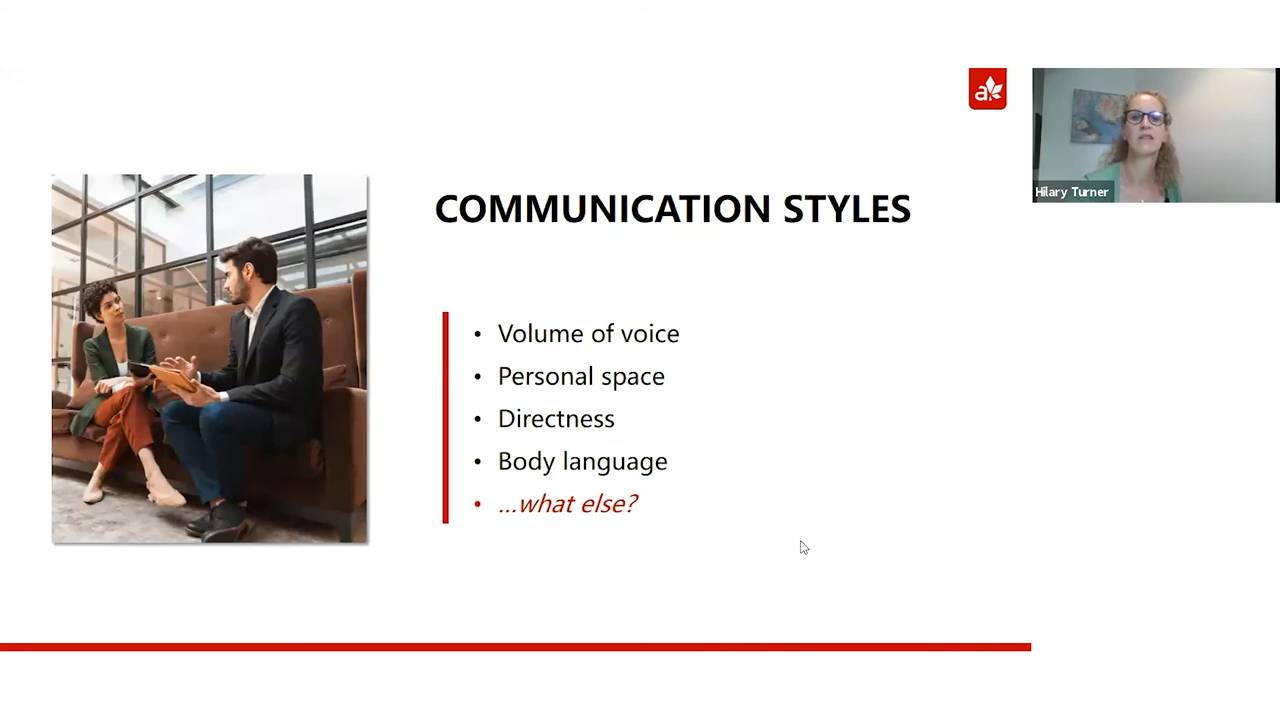 a
Hilary Turner
COMMUNICATION STYLES
• Volume of voice
• Personal space
• Directness
• Body language
• ...what else?